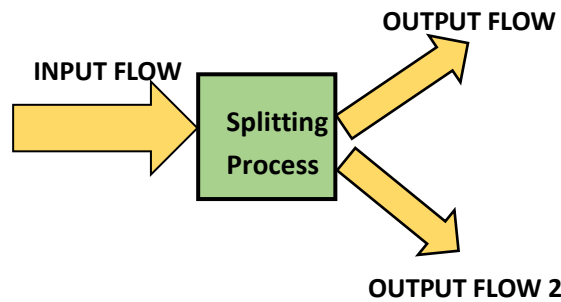 OUTPUT FLOW
INPUT FLOW
Splitting
Process
OUTPUT FLOW 2